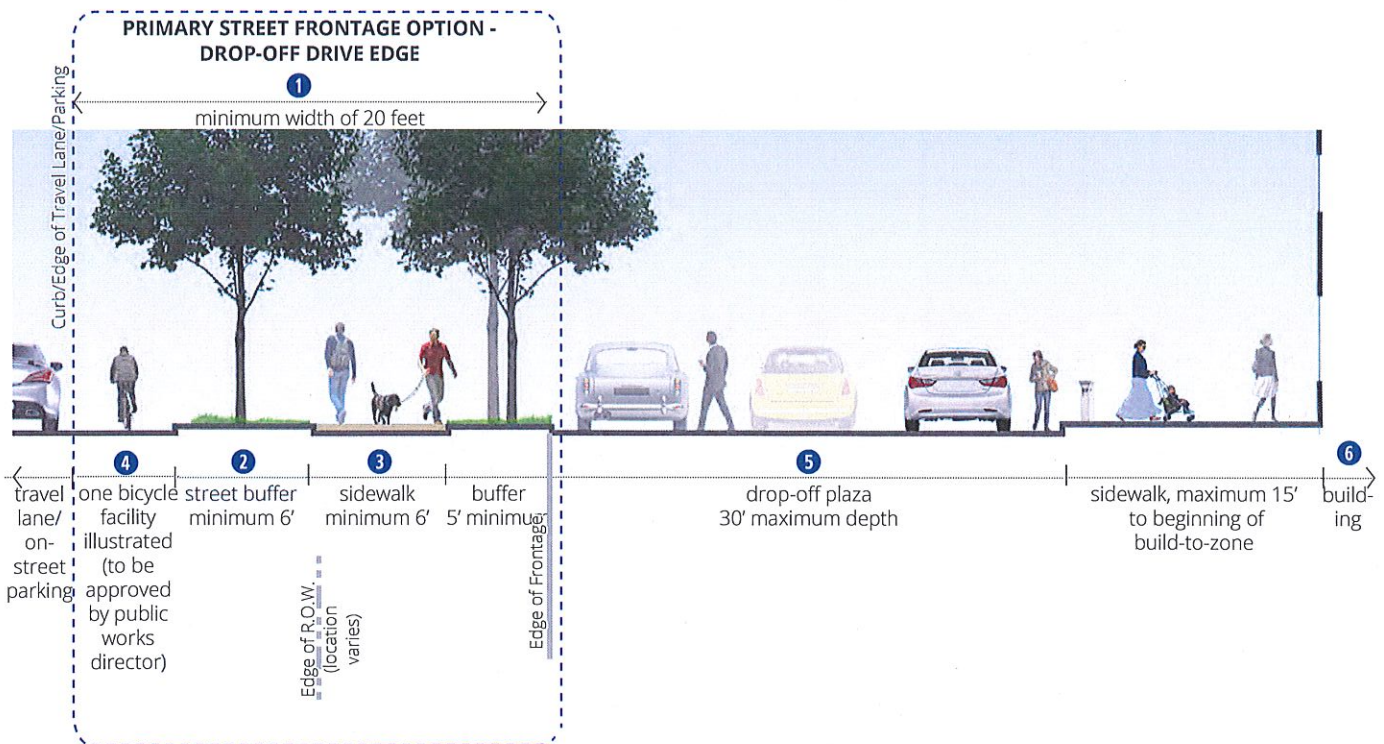 PRIMARY STREET FRONTAGE OPTION -
DROP-OFF DRIVE EDGE
1
minimum width of 20 feet
Curb/Edge of Travel Lane/Parking
travel
lane/
on-
street
parking
4
one bicycle
facility
illustrated
(to be
approved
by public
works
director)
2
street buffer
minimum 6'
3
sidewalk
minimum 6'
Edge of R.O.W.
(location
varies)
buffer
5' minimum
Edge of Frontage
5
drop-off plaza
30' maximum depth
sidewalk, maximum 15'
to beginning of
build-to-zone
6
build-
ing